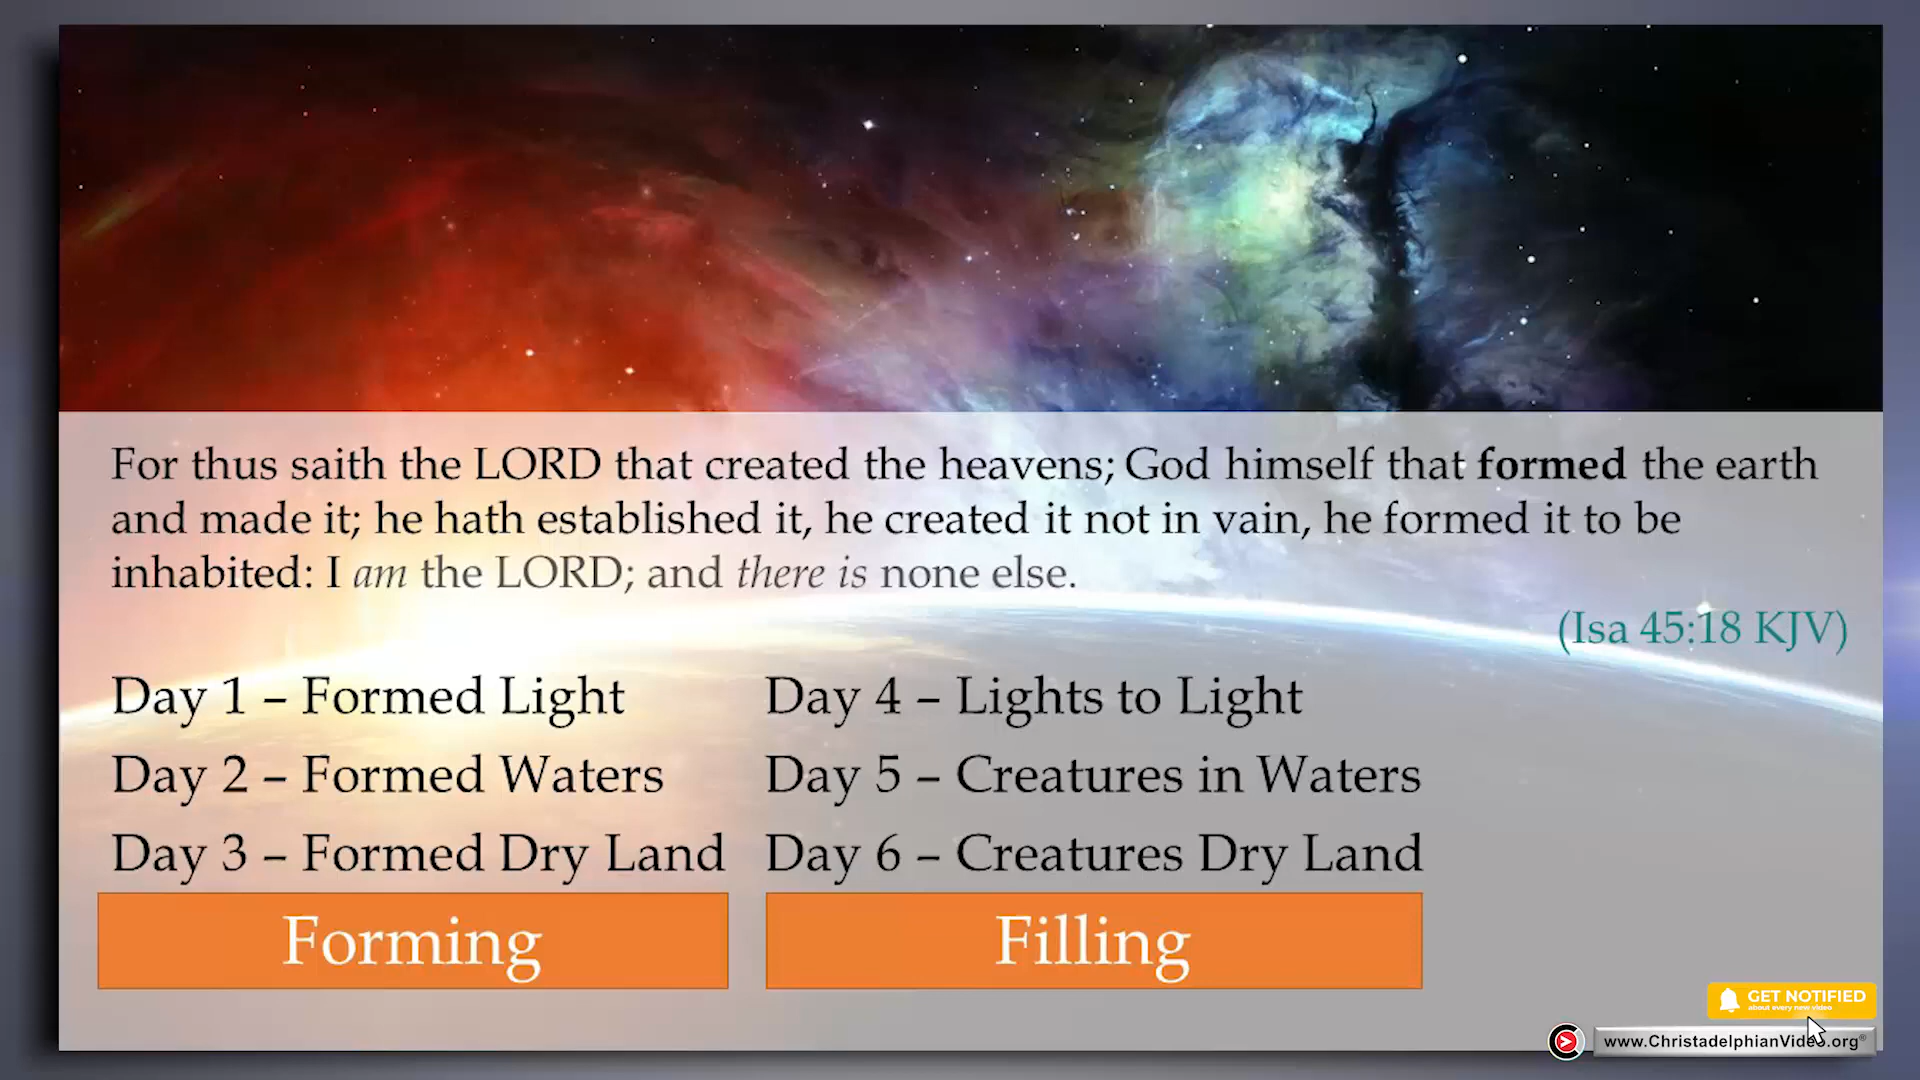 For thus saith the LORD that created the heavens; God himself that formed the earth
and made it; he hath established it, he created it not in vain, he formed it to be
inhabited: I am the LORD; and there is none else.
(Isa 45:18 KJV)
Day 1 – Formed Light
Day 2 – Formed Waters
Day 3 – Formed Dry Land
Forming
Day 4 – Lights to Light
Day 5 – Creatures in Waters
Day 6 – Creatures Dry Land
Filling
GET NOTIFIED
about every new video
www.ChristadelphianVideo.org®